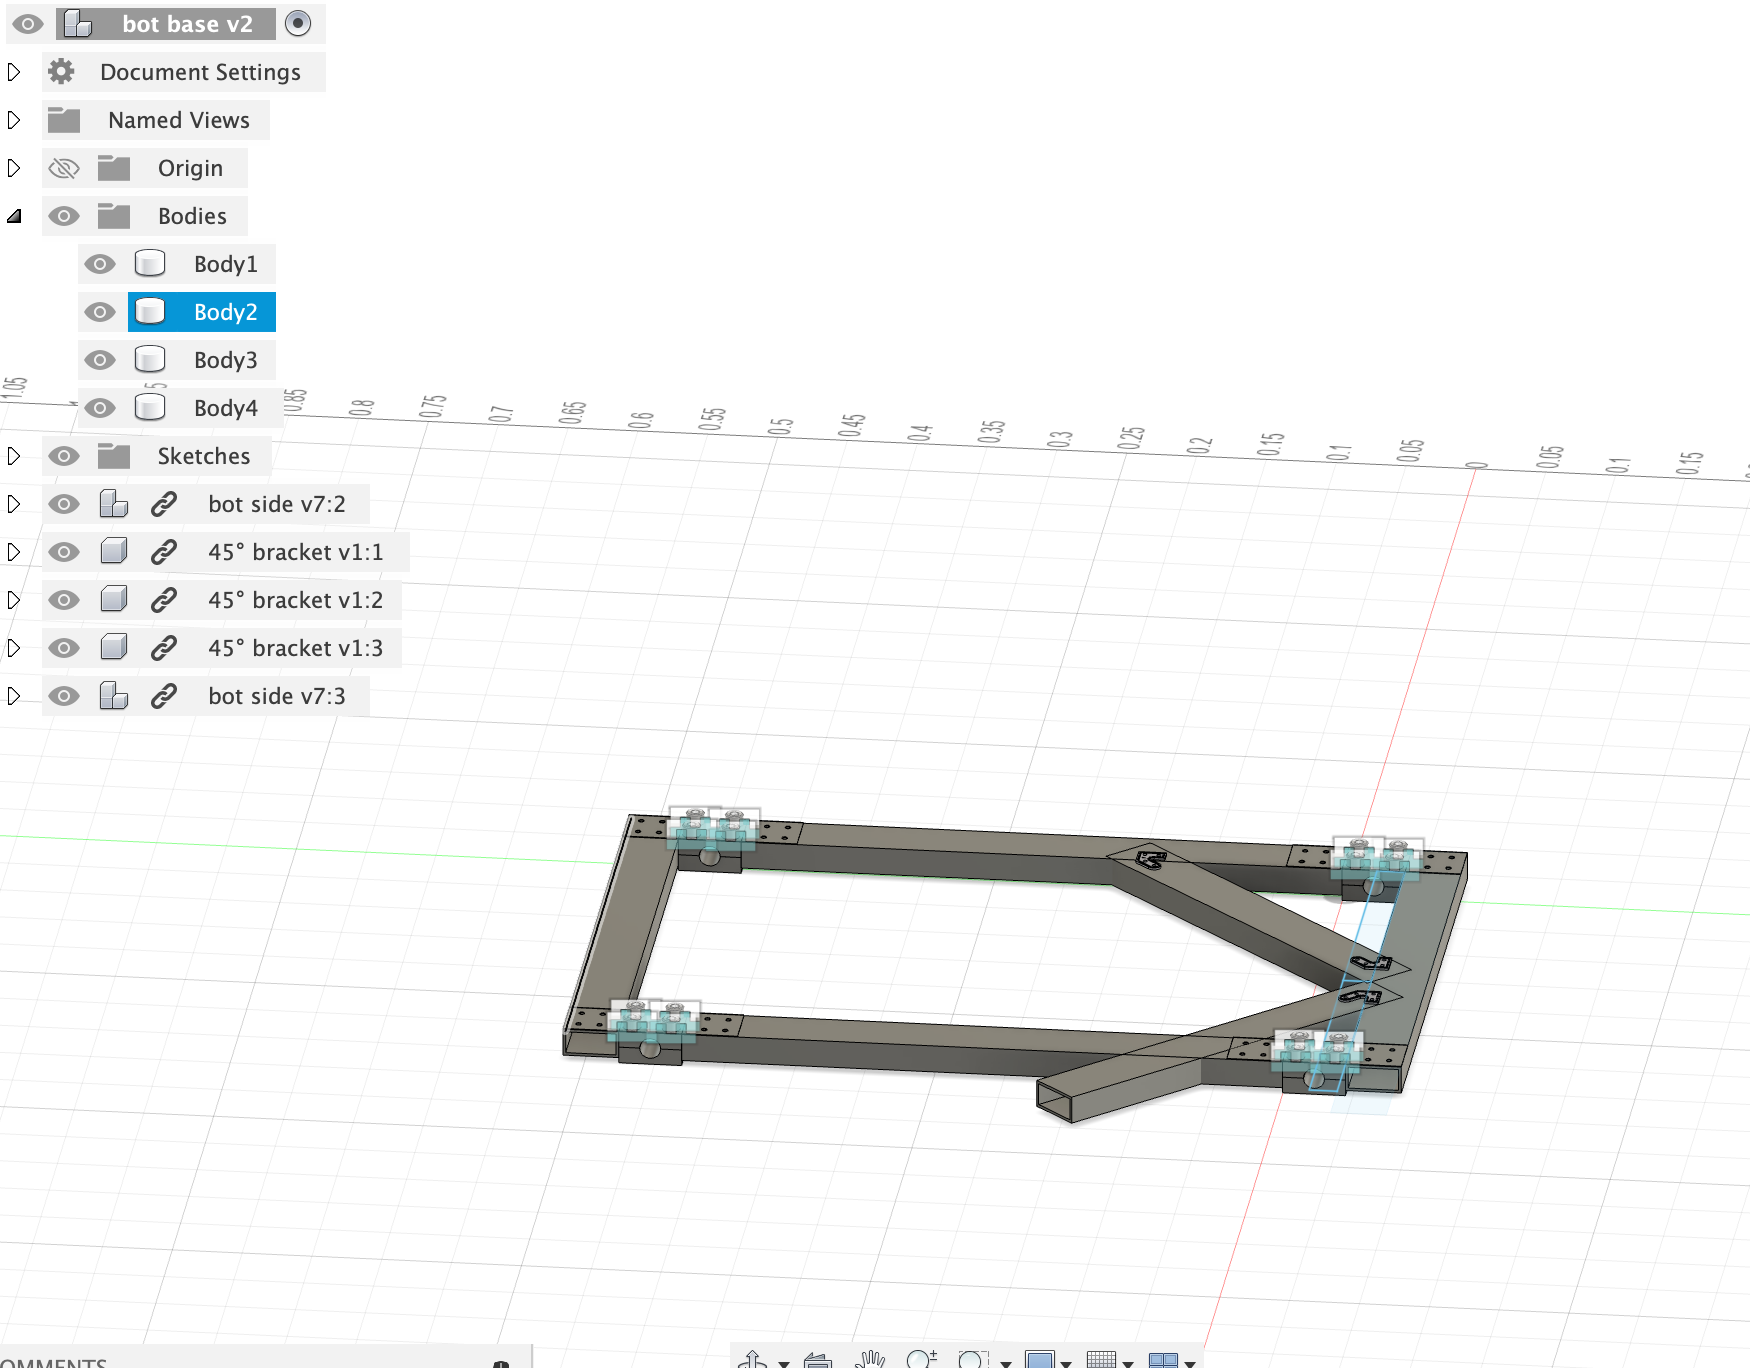 bot base v2
Document Settings
Named Views
Origin
Bodies
Body1
Body2
Body3
Body4
Sketches
bot side v7:2
45° bracket v1:1
45° bracket v1:2
45° bracket v1:3
bot side v7:3
1.05
0.85
0.8
0.75
0.7
0.65
0.6
0.55
0.5
0.45
0.4
0.35
0.3
0.25
0.2
0.15
0.1
0.05
0
0.05
0.1
0.15
OMMENTS